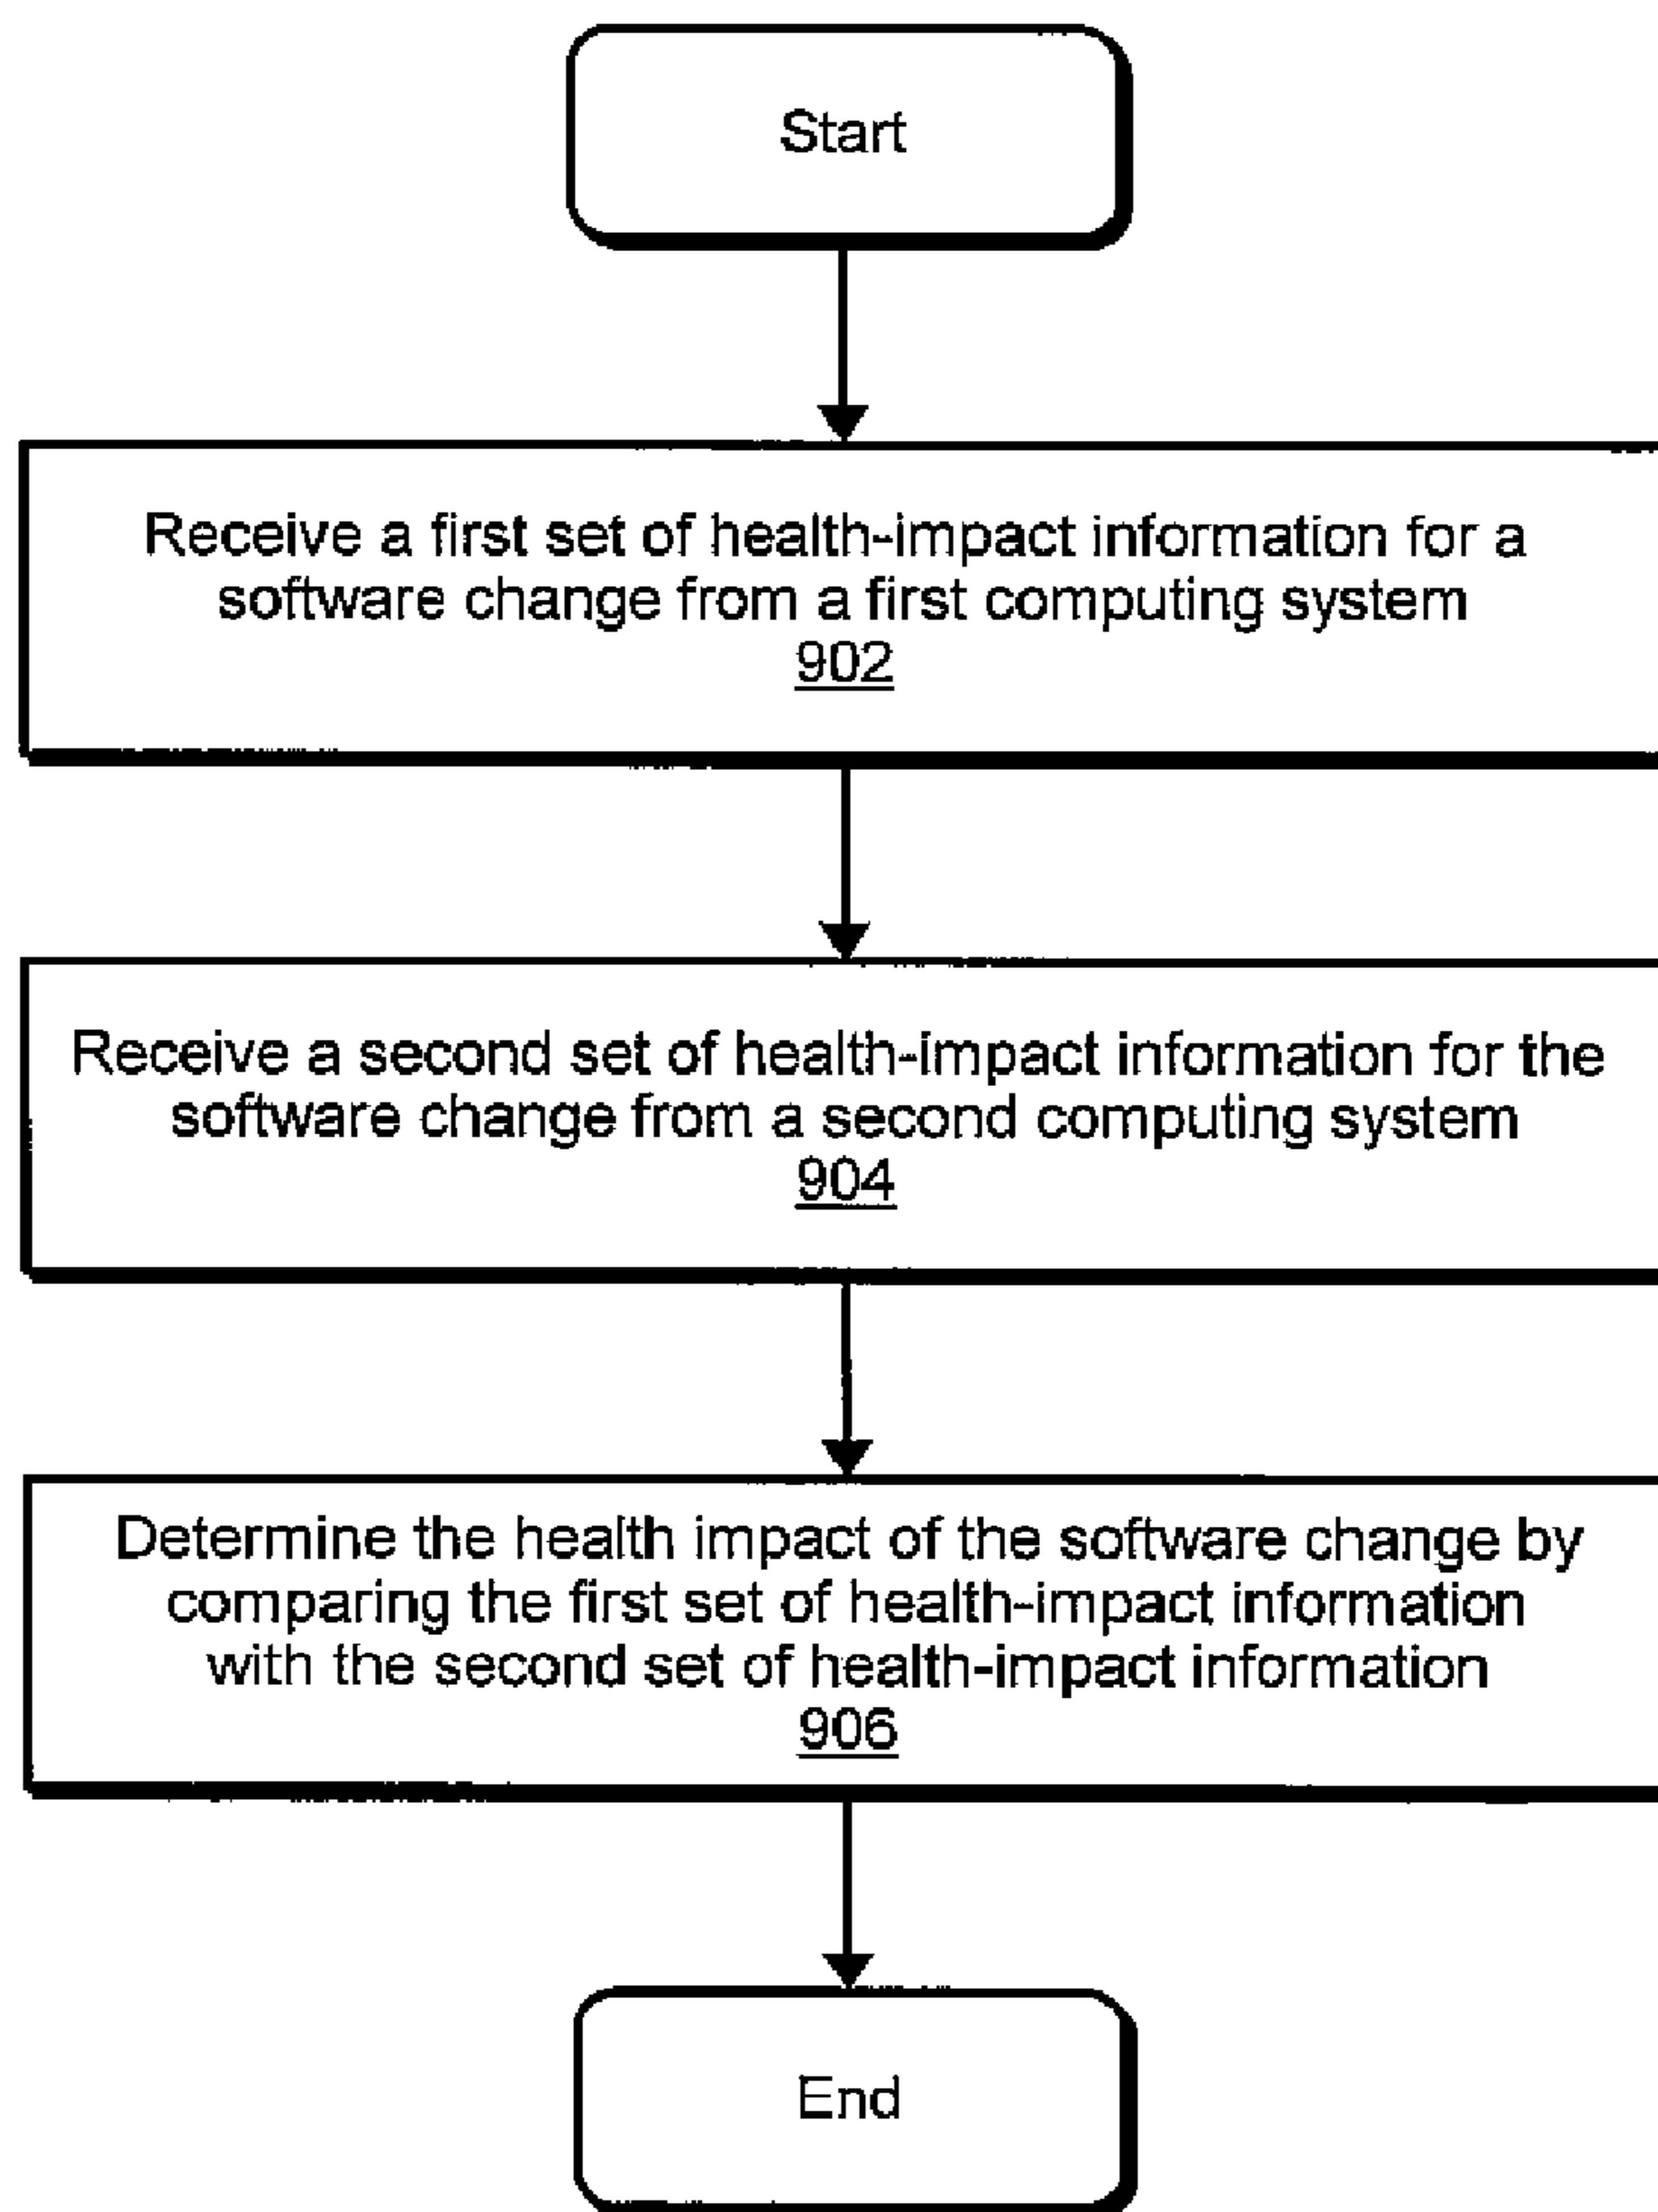 Start
Receive a first set of health-impact information for a
software change from a first computing system
902
Receive a second set of health-impact information for the
software change from a second computing system
904
Determine the health impact of the software change by
comparing the first set of health-impact information
with the second set of health-impact information
906
End